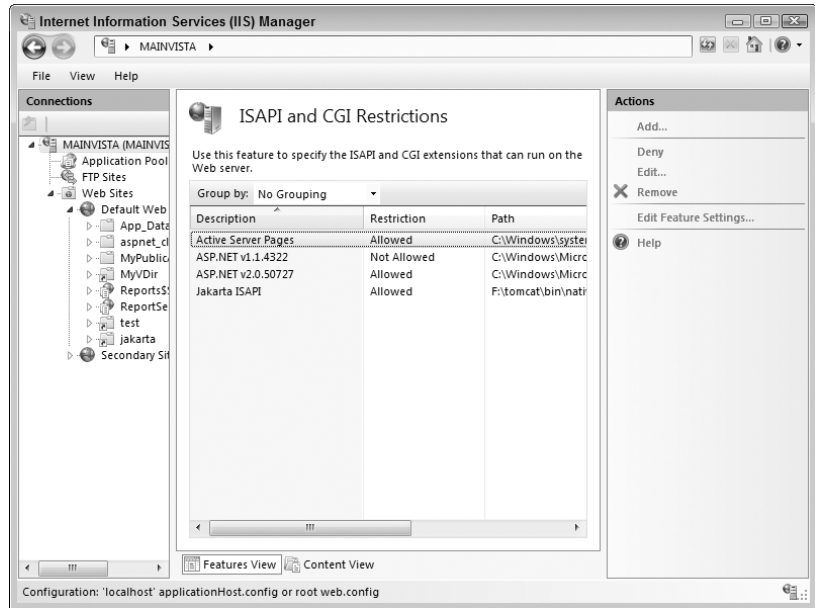 Internet Information Services (IIS) Manager
MAINVISTA
File View Help
Connections
MAINVISTA (MAINVIS
Application Pool
FTP Sites
Web Sites
Default Web
App_Data
aspnet_cl
MyPublic
MyVDir
Reports$
ReportSe
test
jakarta
Secondary Sit
ISAPI and CGI Restrictions
Use this feature to specify the ISAPI and CGI extensions that can run on the
Web server.
Group by: No Grouping
Description Restriction Path
Active Server Pages Allowed C:\Windows\system
ASP.NET v1.1.4322 Not Allowed C:\Windows\Micro
ASP.NET v2.0.50727 Allowed C:\Windows\Micro
Jakarta ISAPI Allowed F:\tomcat\bin\nati
Features View Content View
Actions
Add...
Deny
Edit...
Remove
Edit Feature Settings...
Help
Configuration: 'localhost' applicationHost.config or root web.config